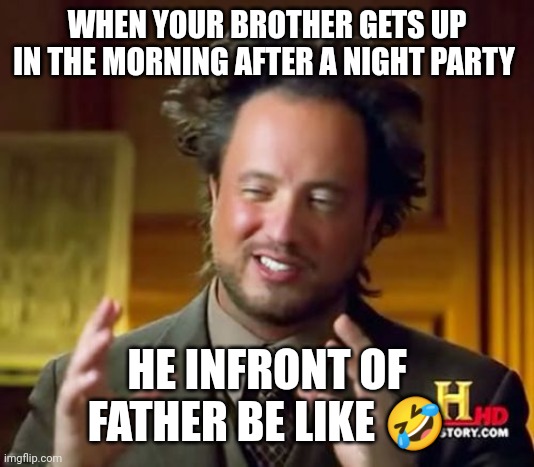 WHEN YOUR BROTHER GETS UP
IN THE MORNING AFTER A NIGHT PARTY
HE INFRONT OF
FATHER BE LIKE 🤣
H HD
STORY.COM
imgflip.com